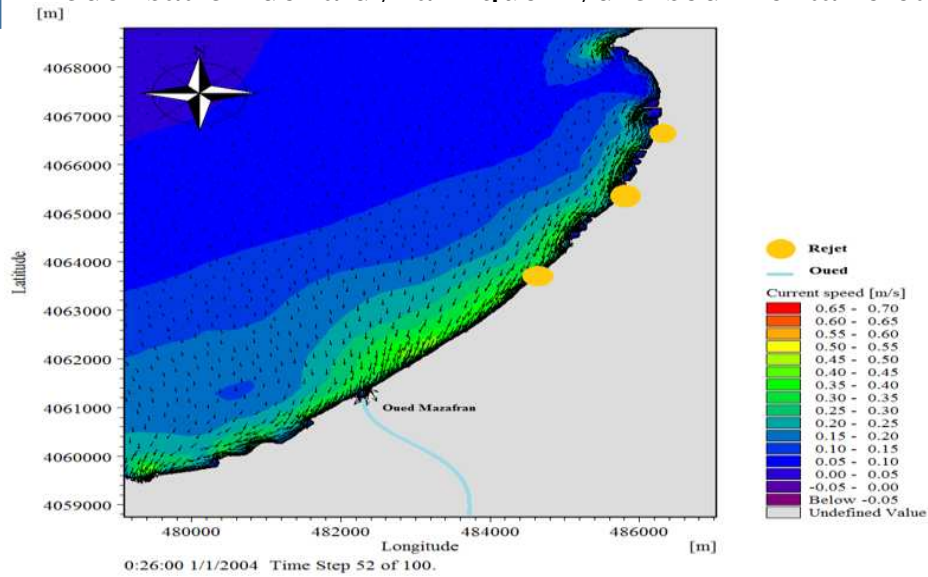 [m]
4068000
4067000
4066000
4065000
4064000
4063000
4062000
4061000
4060000
4059000
Latitude
Oued Mazafran
480000 482000 484000 486000
Longitude [m]
0:26:00 1/1/2004 Time Step 52 of 100.
Rejet
Oued
Current speed [m/s]
0.65 - 0.70
0.60 - 0.65
0.55 - 0.60
0.50 - 0.55
0.45 - 0.50
0.40 - 0.45
0.35 - 0.40
0.30 - 0.35
0.25 - 0.30
0.20 - 0.25
0.15 - 0.20
0.10 - 0.15
0.05 - 0.10
0.00 - 0.05
-0.05 - 0.00
Below -0.05
Undefined Value